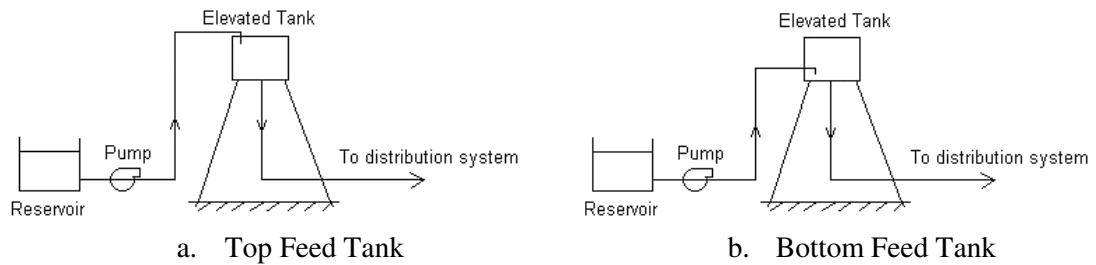 Elevated Tank
Pump
To distribution system
Reservoir
a. Top Feed Tank
Elevated Tank
Pump
To distribution system
Reservoir
b. Bottom Feed Tank